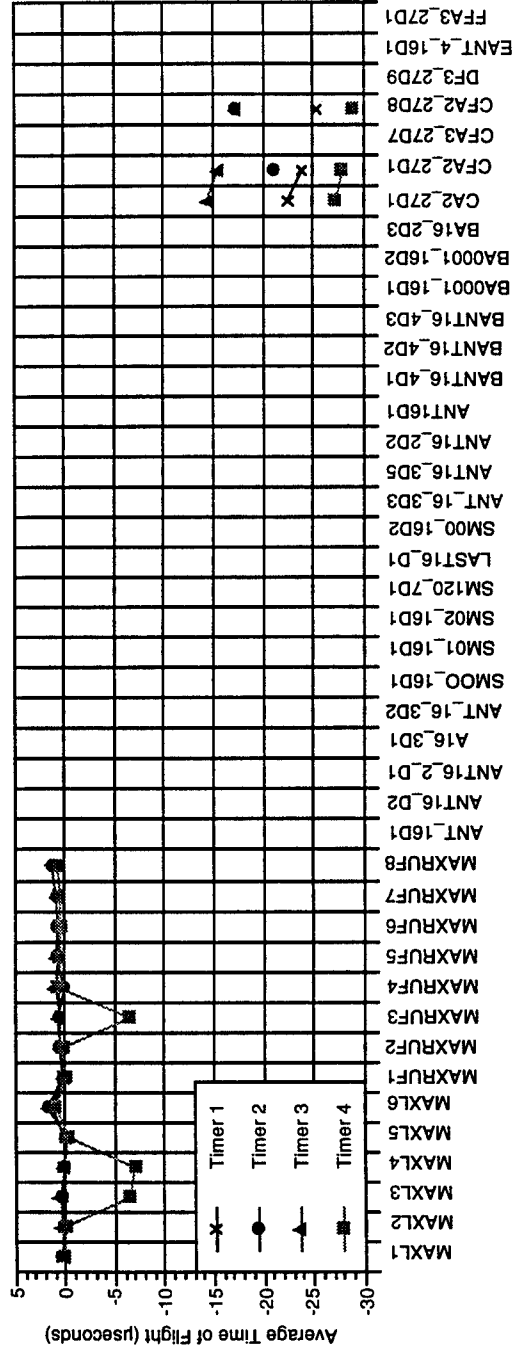 Average Time of Flight (µseconds)
5
0
-5
-10
-15
-20
-25
-30
Timer 1
Timer 2
Timer 3
Timer 4
MAXL1
MAXL2
MAXL3
MAXL4
MAXL5
MAXL6
MAXRUF1
MAXRUF2
MAXRUF3
MAXRUF4
MAXRUF5
MAXRUF6
MAXRUF7
MAXRUF8
ANT_16D1
ANT16_D2
ANT16_2_D1
A16_3D1
ANT_16_3D2
SMOO_16D1
SM01_16D1
SM02_16D1
SM120_7D1
LAST16_D1
SM00_16D2
ANT_16_3D3
ANT16_3D5
ANT16_2D2
ANT16D1
BANT16_4D1
BANT16_4D2
BANT16_4D3
BA0001_16D1
BA0001_16D2
BA16_2D3
CA2_27D1
CFA2_27D1
CFA3_27D7
CFA2_27D8
DF3_27D9
EANT_4_16D1
FFA3_27D1